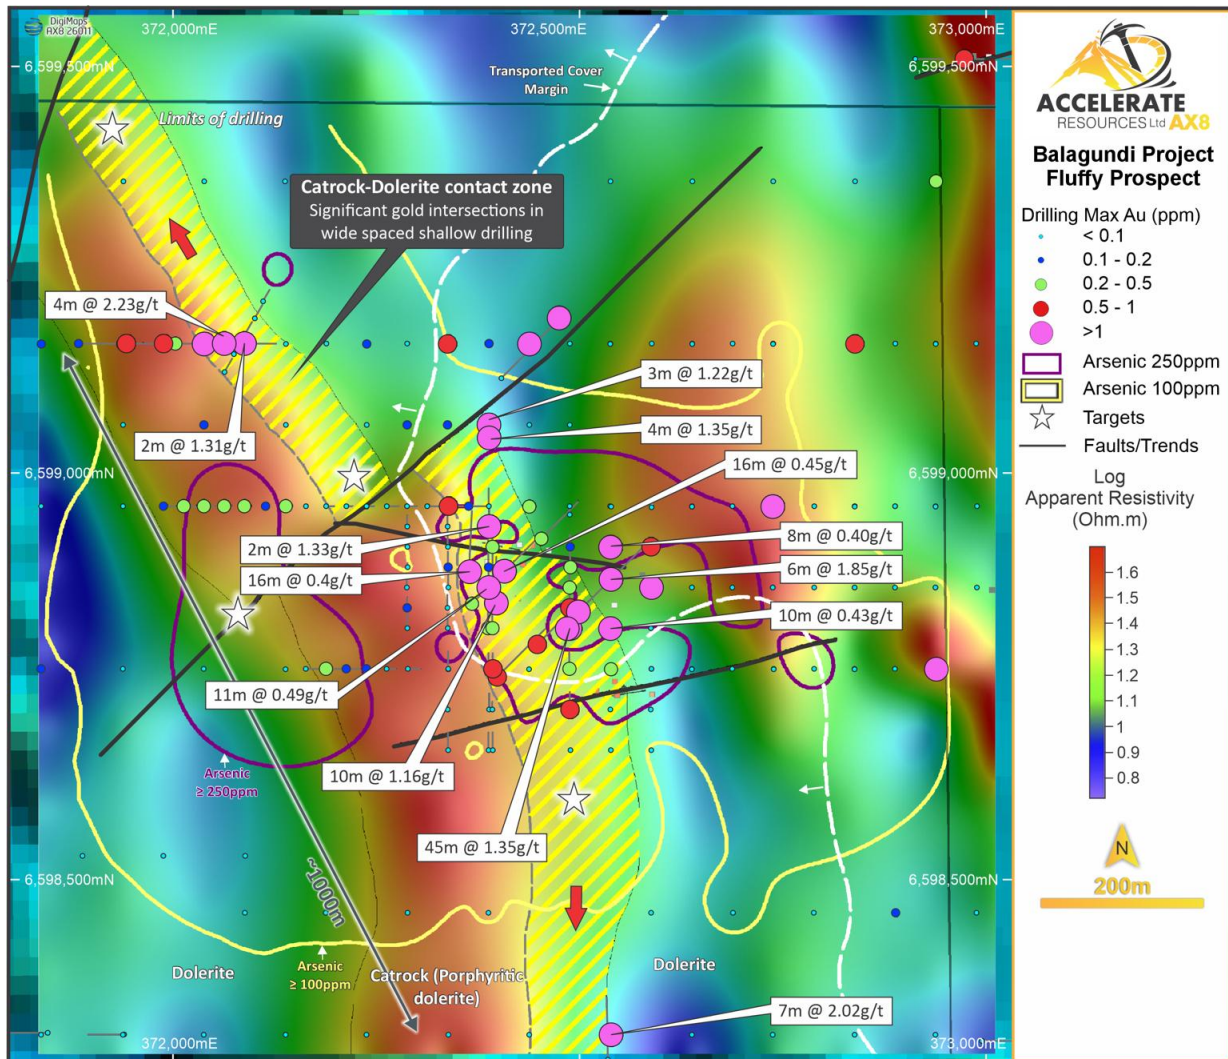 DigiMaps
AX8 26011
372,000mE
372,500mE
373,000mE
6,599,500mN
6,599,500mN
Transported Cover
Margin
Limits of drilling
Catrock-Dolerite contact zone
Significant gold intersections in
wide spaced shallow drilling
4m @ 2.23g/t
3m @ 1.22g/t
4m @ 1.35g/t
2m @ 1.31g/t
16m @ 0.45g/t
6,599,000mN
6,599,000mN
2m @ 1.33g/t
8m @ 0.40g/t
16m @ 0.4g/t
6m @ 1.85g/t
10m @ 0.43g/t
11m @ 0.49g/t
Arsenic
≥ 250ppm
10m @ 1.16g/t
45m @ 1.35g/t
~1000m
6,598,500mN
6,598,500mN
Dolerite
Arsenic
≥ 100ppm
Catrock (Porphyritic
dolerite)
Dolerite
7m @ 2.02g/t
372,000mE
372,500mE
373,000mE
ACCELERATE
RESOURCES Ltd AX8
Balagundi Project
Fluffy Prospect
Drilling Max Au (ppm)
< 0.1
0.1 - 0.2
0.2 - 0.5
0.5 - 1
>1
Arsenic 250ppm
Arsenic 100ppm
Targets
Faults/Trends
Log
Apparent Resistivity
(Ohm.m)
1.6
1.5
1.4
1.3
1.2
1.1
1
0.9
0.8
N
200m